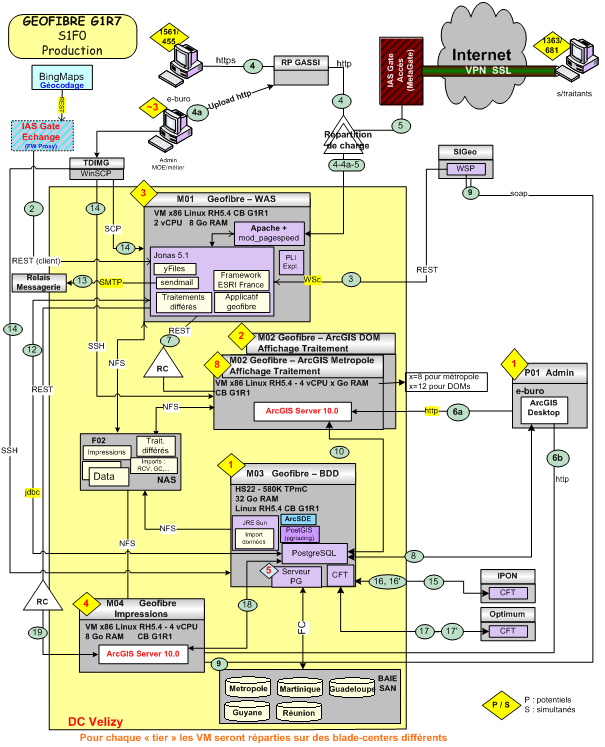 GEOFIBRE G1R7
S1F0
Production
BingMaps
Géocodage
REST
IAS Gate
Echange
(FW Proxy)
1561/
455
https
4
RP GASSI
http
4
e-buro
~3
4a
Upload http
Admin
MOE/métier
Répartition
de charge
4-4a-5
IAS Gate
Accès
(MetaGate)
5
Internet
VPN SSL
1363/
681
s/traitants
SIGeo
WSP
9
soap
TDIMG
WinSCP
2
14
SCP
14
REST (client)
Relais
Messagerie
13
SMTP
3
M01 Geofibre – WAS
VM x86 Linux RH5.4 CB G1R1
2 vCPU 8 Go RAM
Apache +
mod_pagespeed
Jonas 5.1
yFiles
sendmail
Traitements
différés
Framework
ESRI France
Applicatif
geofibre
PLI
Expl.
WSc
3
REST
REST
7
RC
14
12
REST
SSH
NFS
SSH
jdbc
2
M02 Geofibre – ArcGIS DOM
Affichage Traitement
8
M02 Geofibre – ArcGIS Metropole
Affichage Traitement
VM x86 Linux RH5.4 - 4 vCPU x Go RAM
CB G1R1
ArcGIS Server 10.0
x=8 pour métropole
x=12 pour DOMs
1
P01 Admin
e-buro
ArcGIS
Desktop
http
6a
6b
http
NFS
10
F02
Impressions
Data
Trait.
différés
Imports :
RCV, GC,...
NAS
NFS
NFS
1
M03 Geofibre – BDD
HS22 - 580K TPmC
32 Go RAM
Linux RH5.4 CB G1R1
JRE Sun
Import
données
ArcSDE
PostGIS
(pgrouting)
PostgreSQL
5
Serveur
PG
CFT
8
16, 16'
15
IPON
CFT
17
17'
Optimum
CFT
RC
19
18
FC
4
M04 Geofibre
Impressions
VM x86 Linux RH5.4 - 4 vCPU
8 Go RAM CB G1R1
ArcGIS Server 10.0
9
BAIE
SAN
Metropole
Martinique
Guadeloupe
Guyane
Réunion
P / S
P : potentiels
S : simultanés
DC Velizy
Pour chaque « tier » les VM seront réparties sur des blade-centers différents